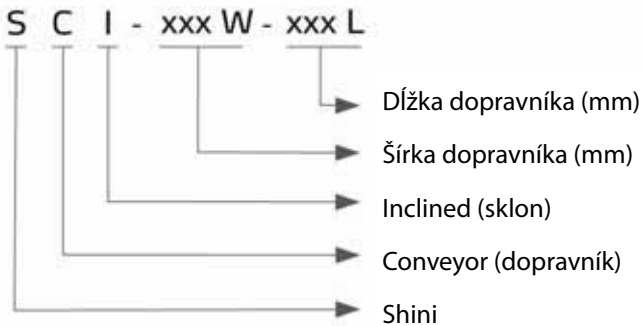 S C I - xxx W - xxx L
Dĺžka dopravníka (mm)
Šírka dopravníka (mm)
Inclined (sklon)
Conveyor (dopravník)
Shini